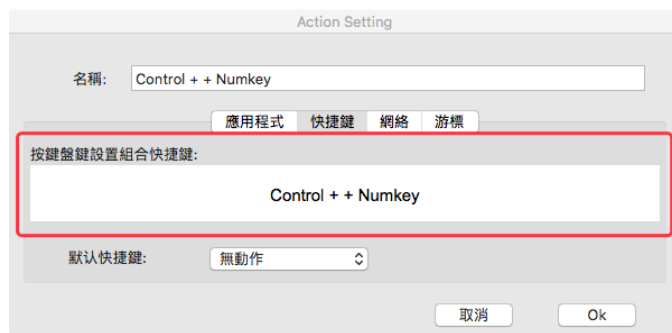 Action Setting
名稱: Control + + Numkey
應用程式 快捷鍵 網絡 游標
按鍵盤鍵設置組合快捷鍵:
Control + + Numkey
默认快捷鍵: 無動作
取消 Ok